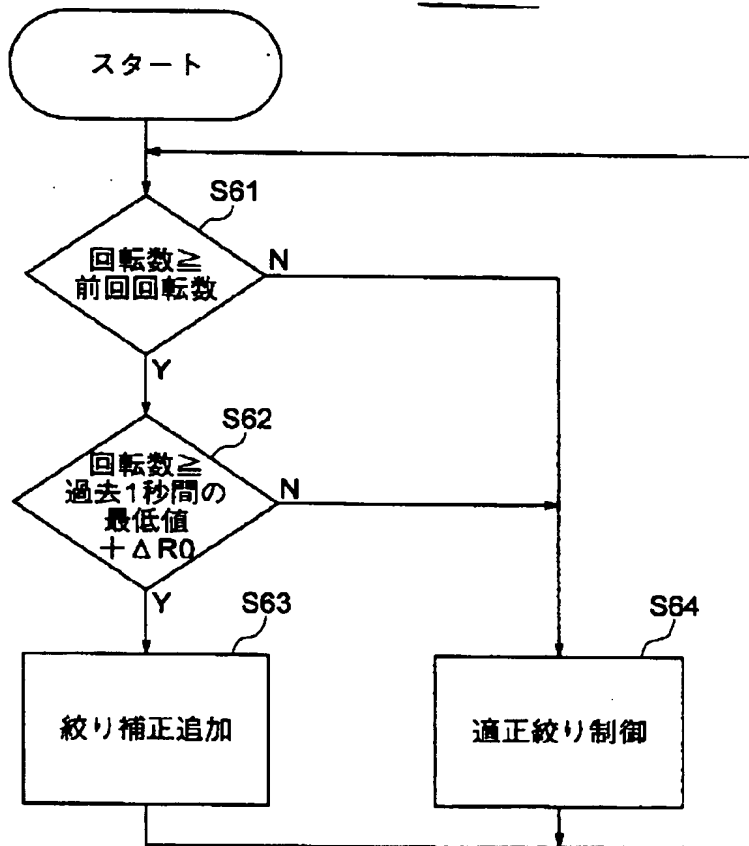 スタート
S61
回転数≧
前回回転数
N
Y
S62
回転数≧
過去1秒間の
最低値
+ΔR0
N
Y
S63
絞り補正追加
S64
適正絞り制御